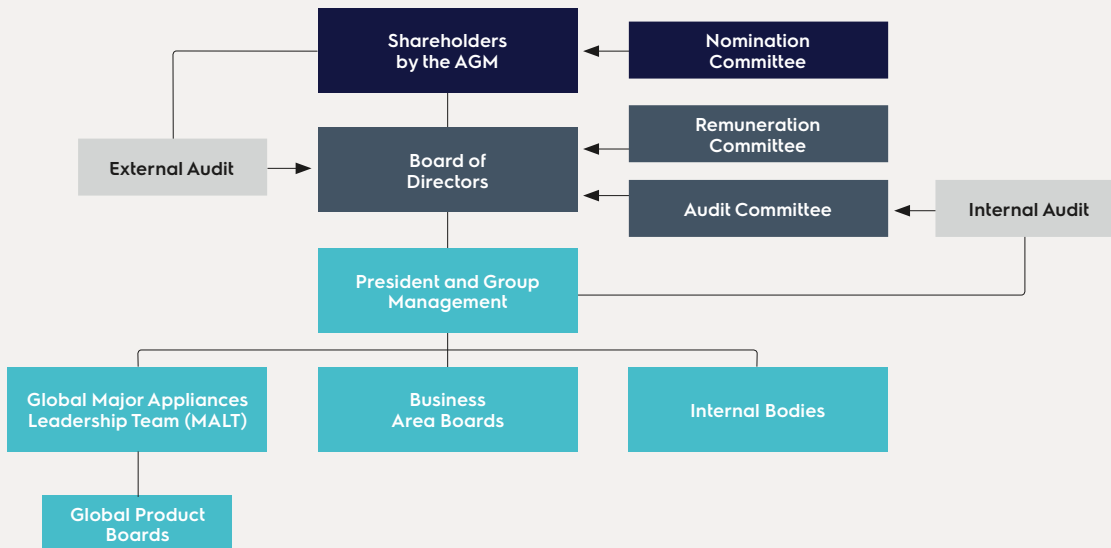 Shareholders
by the AGM
Nomination
Committee
Remuneration
Committee
External Audit
Board of
Directors
Audit Committee
Internal Audit
President and Group
Management
Global Major Appliances
Leadership Team (MALT)
Business
Area Boards
Internal Bodies
Global Product
Boards